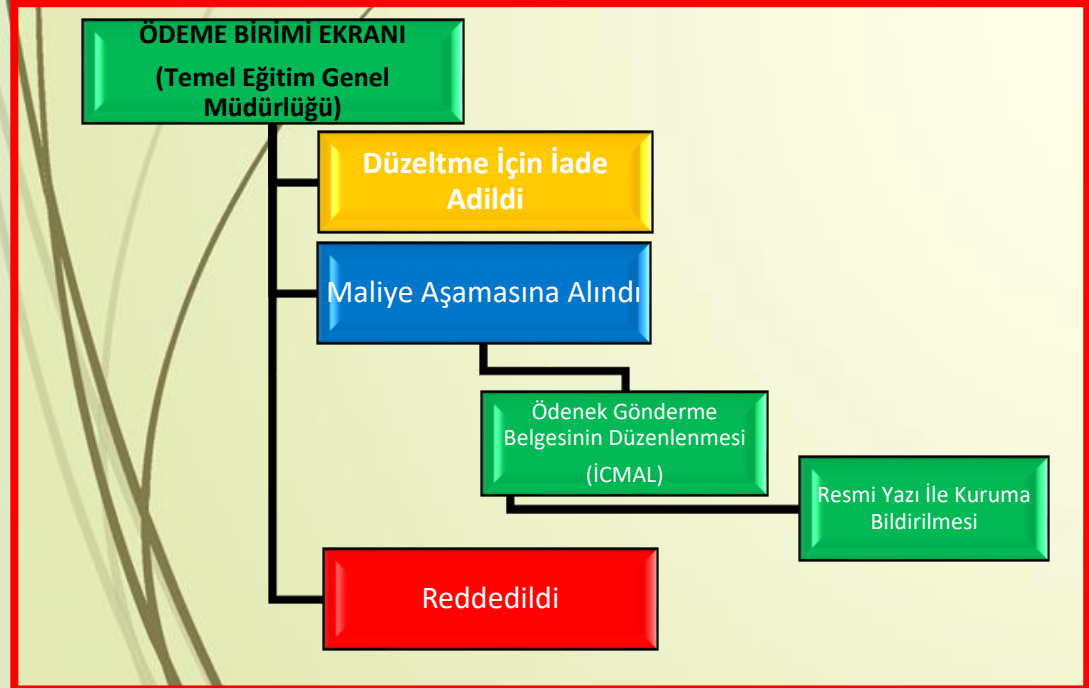 ÖDEME BİRİMİ EKRANI
(Temel Eğitim Genel
Müdürlüğü)
Düzeltme İçin İade
Adildi
Maliye Aşamasına Alındı
Ödenek Gönderme
Belgesinin Düzenlenmesi
(İCMAL)
Resmi Yazı İle Kuruma
Bildirilmesi
Reddedildi